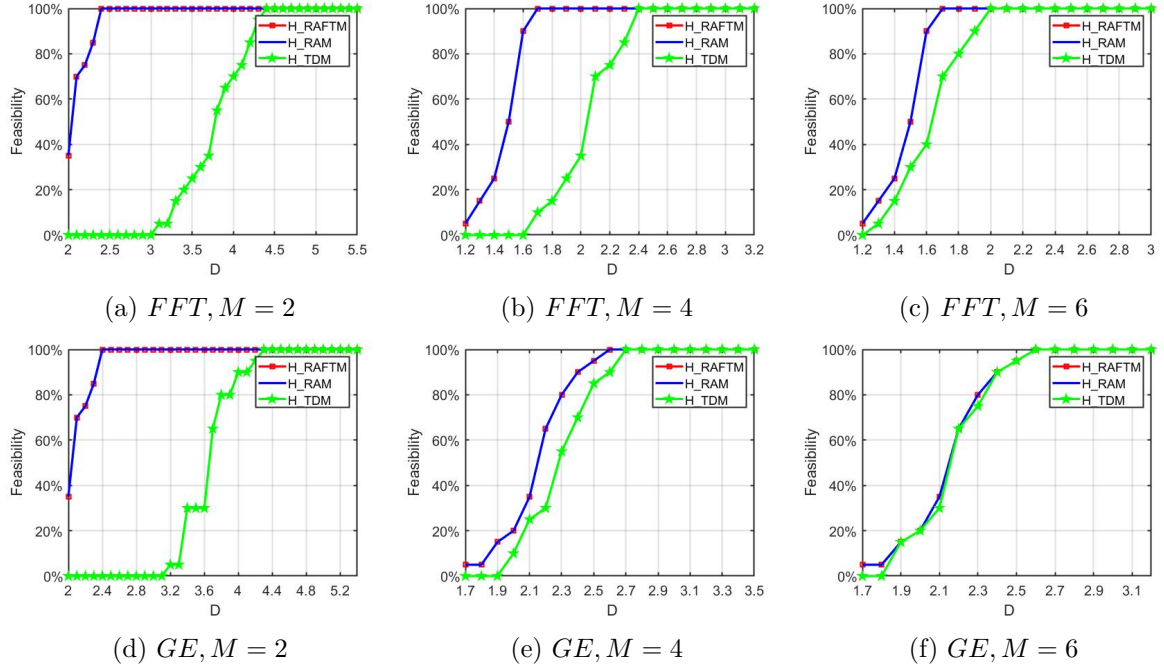 100%
80%
60%
40%
20%
0%
Feasibility
2 2.5 3 3.5 4 4.5 5 5.5
D
H_RAFTM
H_RAM
H_TDM
(a) FFT, M = 2
100%
80%
60%
40%
20%
0%
Feasibility
1.2 1.4 1.6 1.8 2 2.2 2.4 2.6 2.8 3 3.2
D
H_RAFTM
H_RAM
H_TDM
(b) FFT, M = 4
100%
80%
60%
40%
20%
0%
Feasibility
1.2 1.4 1.6 1.8 2 2.2 2.4 2.6 2.8 3
D
H_RAFTM
H_RAM
H_TDM
(c) FFT, M = 6
100%
80%
60%
40%
20%
0%
Feasibility
2 2.4 2.8 3.2 3.6 4 4.4 4.8 5.2
D
H_RAFTM
H_RAM
H_TDM
(d) GE, M = 2
100%
80%
60%
40%
20%
0%
Feasibility
1.7 1.9 2.1 2.3 2.5 2.7 2.9 3.1 3.3 3.5
D
H_RAFTM
H_RAM
H_TDM
(e) GE, M = 4
100%
80%
60%
40%
20%
0%
Feasibility
1.7 1.9 2.1 2.3 2.5 2.7 2.9 3.1
D
H_RAFTM
H_RAM
H_TDM
(f) GE, M = 6